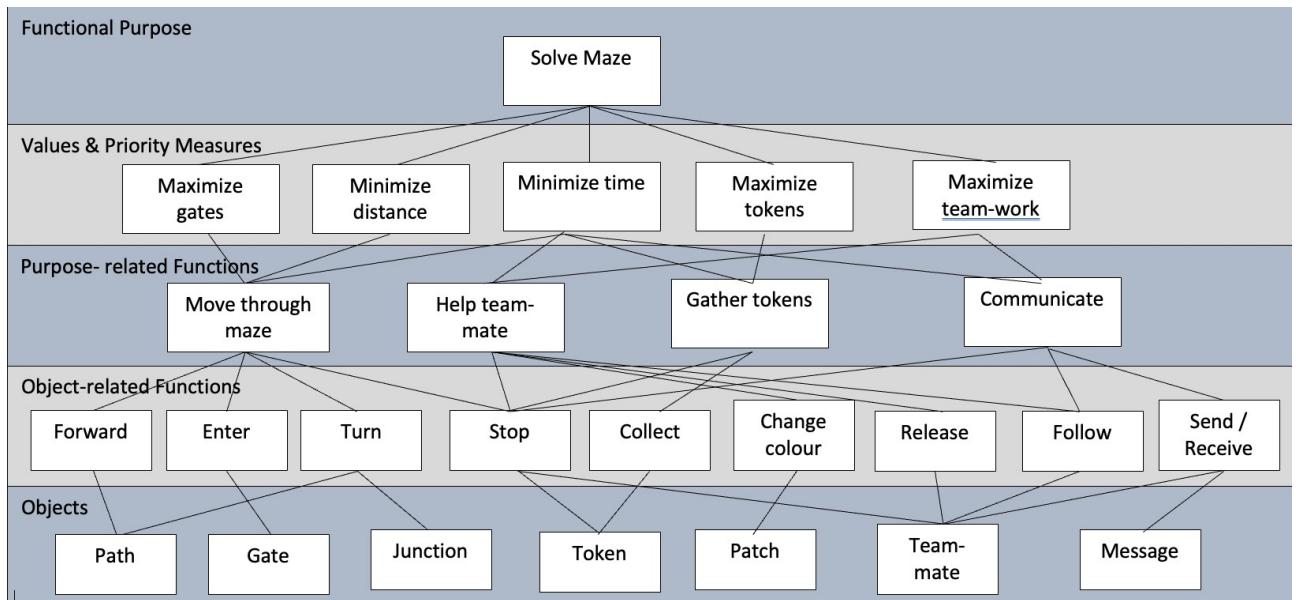 Functional Purpose
Solve Maze
Values & Priority Measures
Maximize
gates
Minimize
distance
Minimize time
Maximize
tokens
Maximize
team-work
Purpose- related Functions
Move through
maze
Help team-
mate
Gather tokens
Communicate
Object-related Functions
Forward
Enter
Turn
Stop
Collect
Change
colour
Release
Follow
Send /
Receive
Objects
Path
Gate
Junction
Token
Patch
Team-
mate
Message